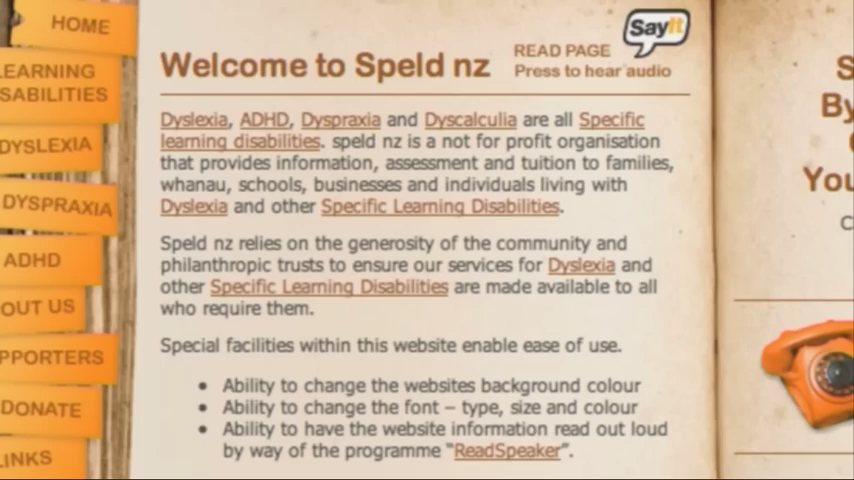 HOME
LEARNING
SABILITIES
DYSLEXIA
DYSPRAXIA
ADHD
OUT US
PPORTERS
DONATE
LINKS
Welcome to Speld nz
READ PAGE
Press to hear audio
SayIt
Dyslexia, ADHD, Dyspraxia and Dyscalculia are all Specific
learning disabilities. speld nz is a not for profit organisation
that provides information, assessment and tuition to families,
whanau, schools, businesses and individuals living with
Dyslexia and other Specific Learning Disabilities.
Speld nz relies on the generosity of the community and
philanthropic trusts to ensure our services for Dyslexia and
other Specific Learning Disabilities are made available to all
who require them.
Special facilities within this website enable ease of use.
• Ability to change the websites background colour
• Ability to change the font – type, size and colour
• Ability to have the website information read out loud
by way of the programme “ReadSpeaker”.
S
By
You
C